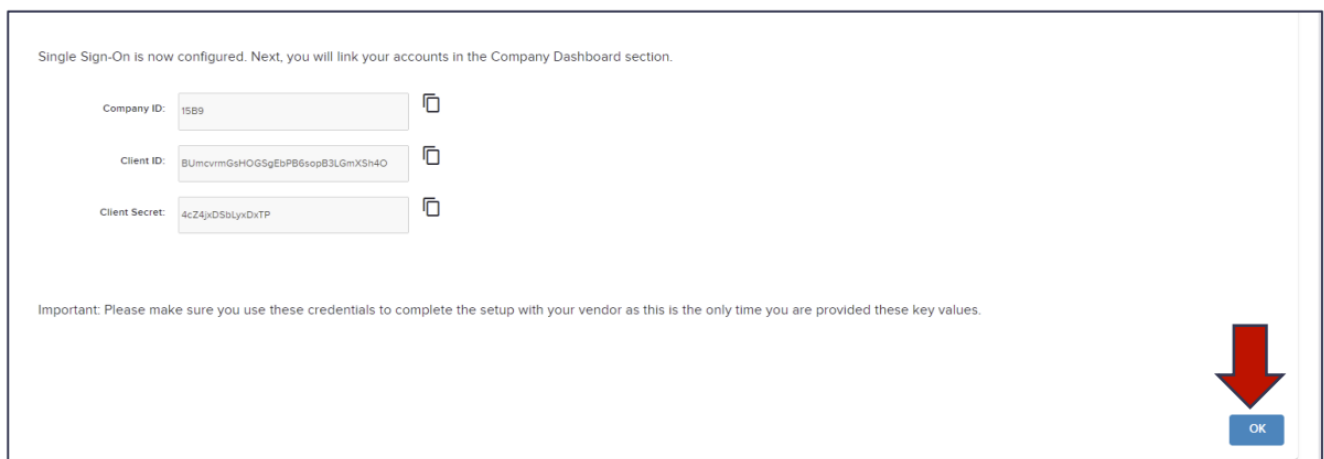 Single Sign-On is now configured. Next, you will link your accounts in the Company Dashboard section.
Company ID: 15B9
Client ID: BUmcvrmGsHOGSgEbPB6sopB3LGmXSh4O
Client Secret: 4cZ4jxDSbLyxDxTP
Important: Please make sure you use these credentials to complete the setup with your vendor as this is the only time you are provided these key values.
OK